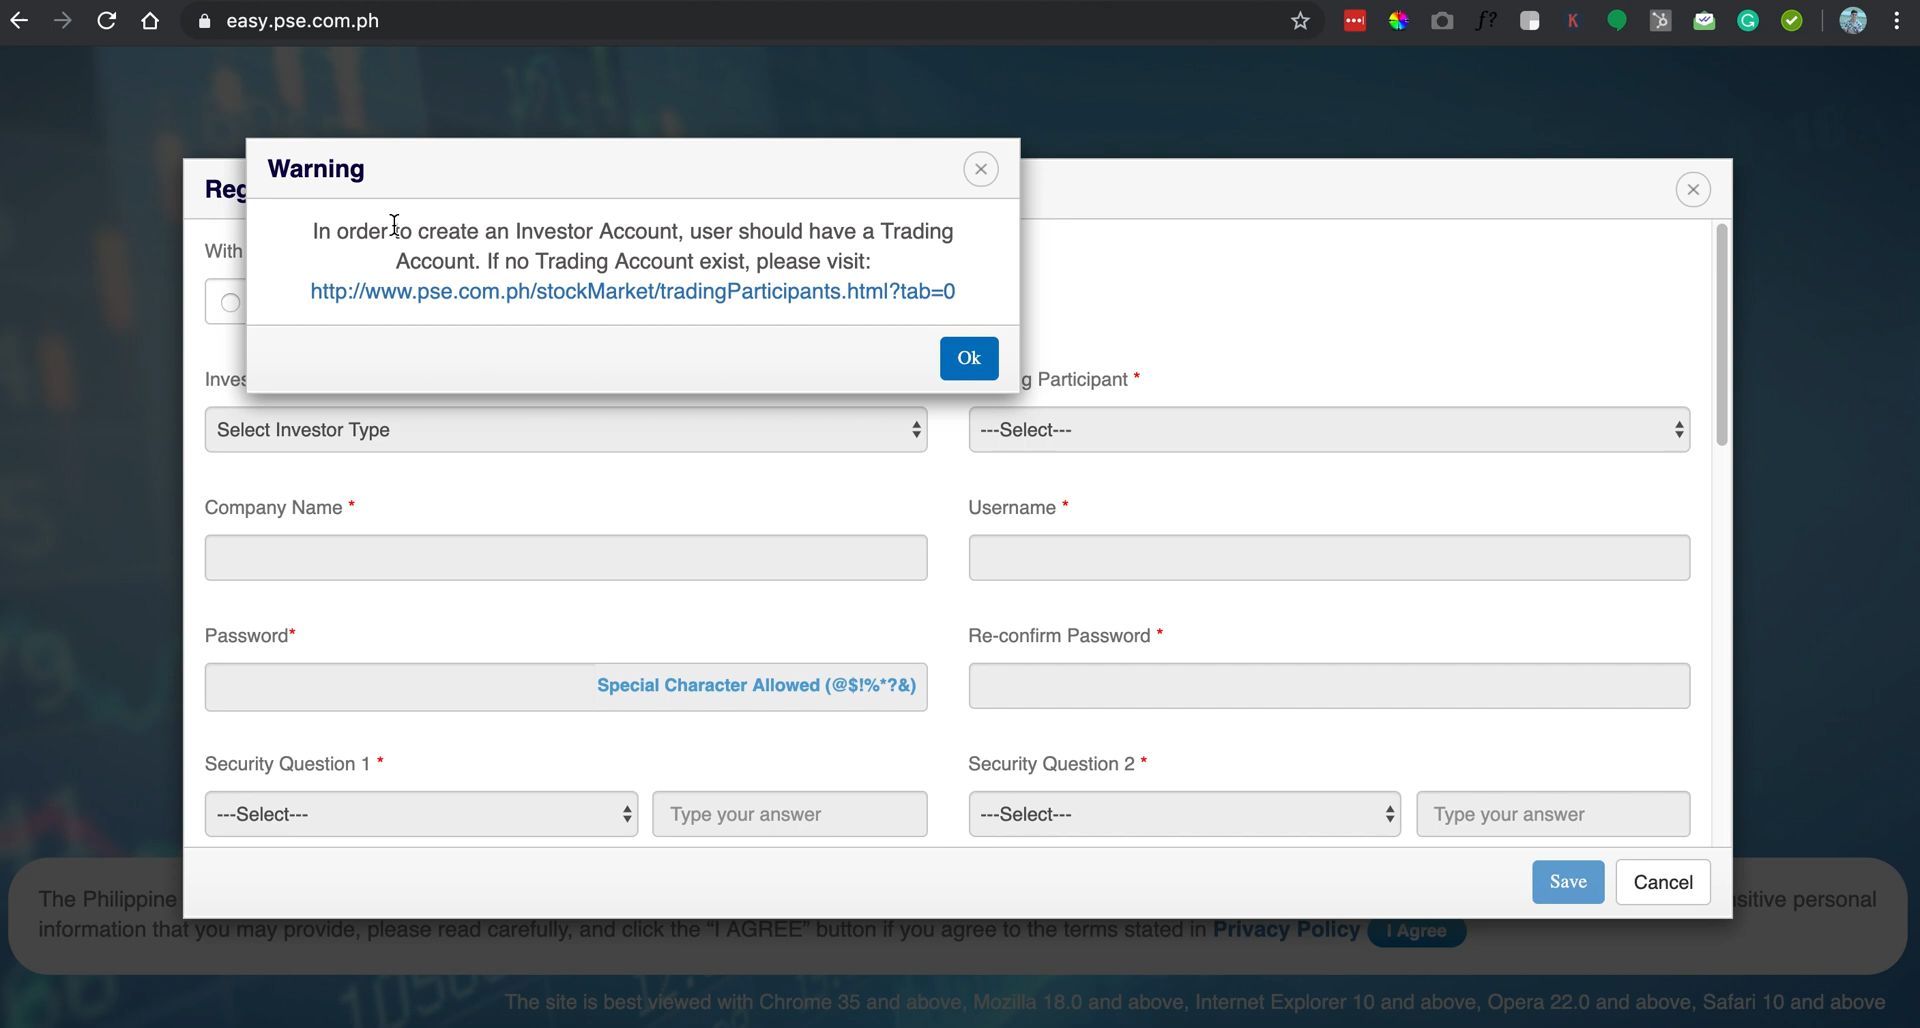 easy.pse.com.ph
Warning
In order to create an Investor Account, user should have a Trading
Account. If no Trading Account exist, please visit:
http://www.pse.com.ph/stockMarket/tradingParticipants.html?tab=0
Ok
Reg
With
Inves
g Participant *
Select Investor Type
---Select---
Company Name *
Username *
Password*
Re-confirm Password *
Special Character Allowed (@$!%*?&)
Security Question 1 *
Security Question 2 *
---Select---
Type your answer
---Select---
Type your answer
Save
Cancel
The Philippine
sitive personal
information that you may provide, please read carefully, and click the “I AGREE” button if you agree to the terms stated in Privacy Policy
I Agree
The site is best viewed with Chrome 35 and above, Mozilla 18.0 and above, Internet Explorer 10 and above, Opera 22.0 and above, Safari 10 and above